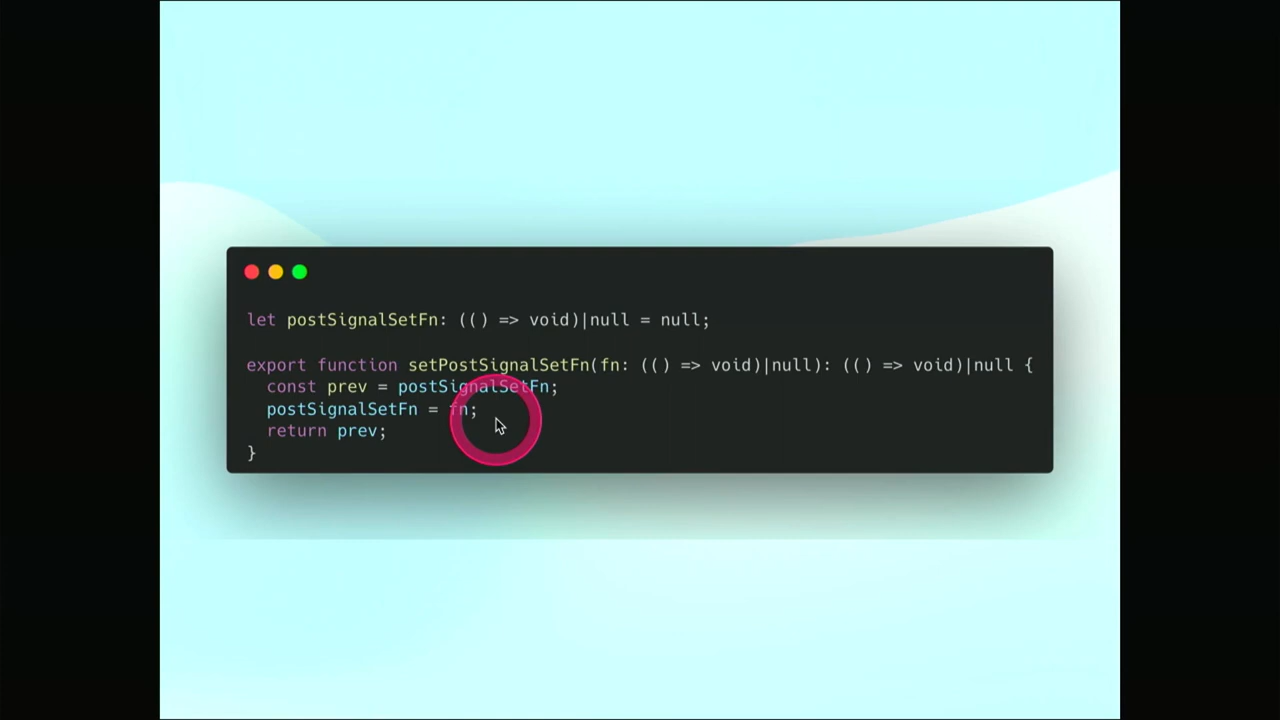 let postSignalSetFn: (() => void)|null = null;
export function setPostSignalSetFn(fn: (() => void)|null): (() => void)|null {
const prev = postSignalSetFn;
postSignalSetFn = fn;
return prev;
}